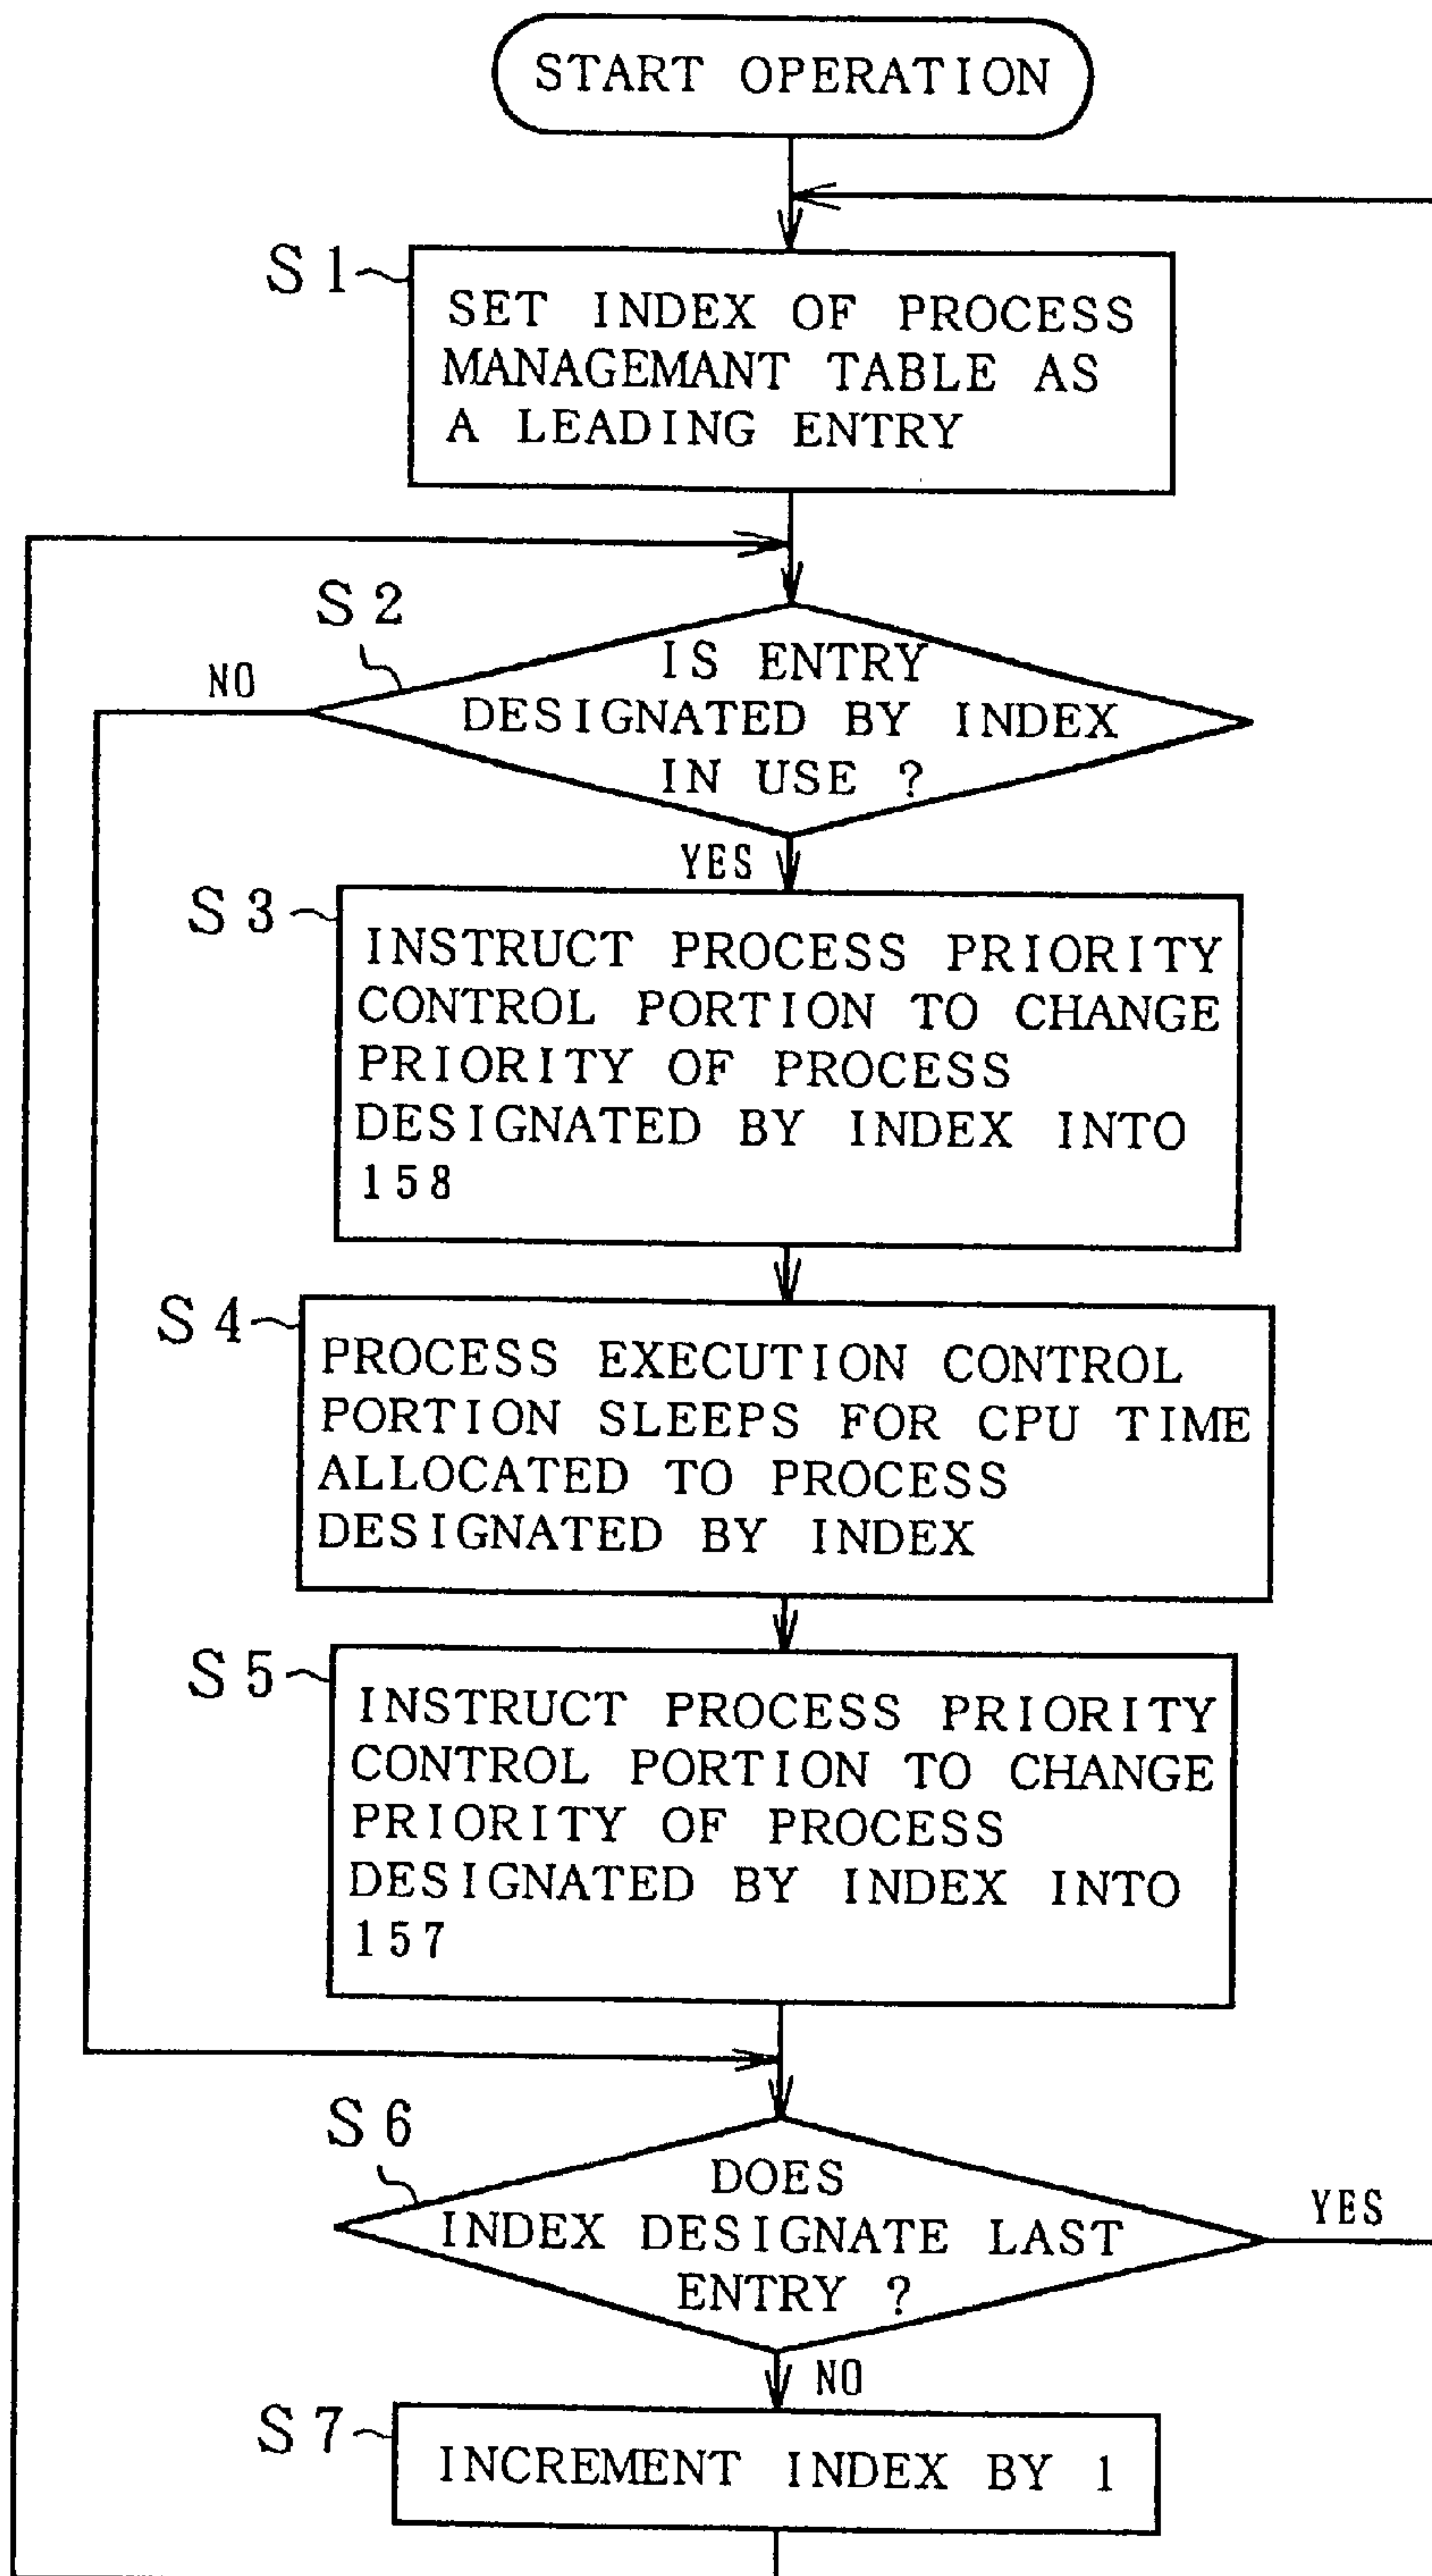 START OPERATION
S1
SET INDEX OF PROCESS
MANAGEMANT TABLE AS
A LEADING ENTRY
S2
NO
IS ENTRY
DESIGNATED BY INDEX
IN USE ?
YES
S3
INSTRUCT PROCESS PRIORITY
CONTROL PORTION TO CHANGE
PRIORITY OF PROCESS
DESIGNATED BY INDEX INTO
158
S4
PROCESS EXECUTION CONTROL
PORTION SLEEPS FOR CPU TIME
ALLOCATED TO PROCESS
DESIGNATED BY INDEX
S5
INSTRUCT PROCESS PRIORITY
CONTROL PORTION TO CHANGE
PRIORITY OF PROCESS
DESIGNATED BY INDEX INTO
157
S6
DOES
INDEX DESIGNATE LAST
ENTRY ?
YES
NO
S7
INCREMENT INDEX BY 1